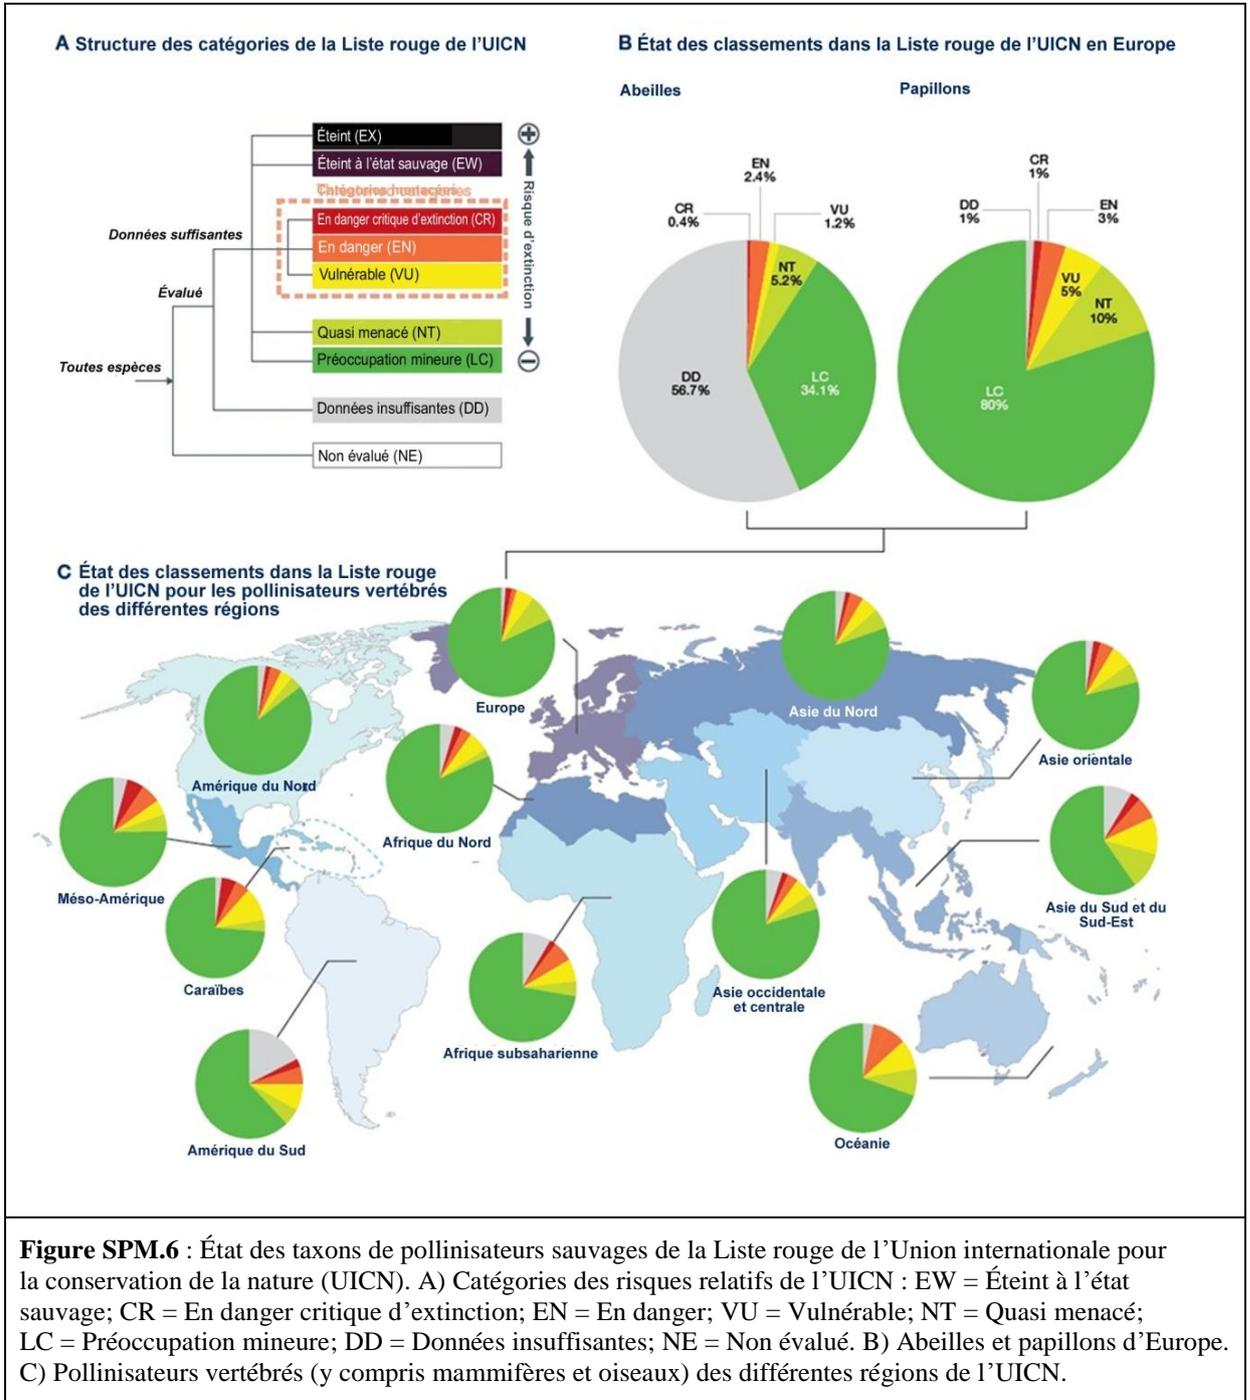 A Structure des catégories de la Liste rouge de l'UICN
Éteint (EX)
Éteint à l'état sauvage (EW)
En danger critique d'extinction (CR)
En danger (EN)
Vulnérable (VU)
Quasi menacé (NT)
Préoccupation mineure (LC)
Données insuffisantes (DD)
Non évalué (NE)
Données suffisantes
Évalué
Toutes espèces
Risque d'extinction
B État des classements dans la Liste rouge de l'UICN en Europe
Abeilles
CR
0.4%
EN
2.4%
VU
1.2%
NT
5.2%
DD
56.7%
LC
34.1%
Papillons
DD
1%
CR
1%
EN
3%
VU
5%
NT
10%
LC
80%
C État des classements dans la Liste rouge
de l'UICN pour les pollinisateurs vertébrés
des différentes régions
Europe
Asie du Nord
Amérique du Nord
Asie orientale
Afrique du Nord
Méso-Amérique
Asie du Sud et du
Sud-Est
Caraïbes
Asie occidentale
et centrale
Afrique subsaharienne
Amérique du Sud
Océanie
Figure SPM.6 : État des taxons de pollinisateurs sauvages de la Liste rouge de l'Union internationale pour
la conservation de la nature (UICN). A) Catégories des risques relatifs de l'UICN : EW = Éteint à l'état
sauvage; CR = En danger critique d'extinction; EN = En danger; VU = Vulnérable; NT = Quasi menacé;
LC = Préoccupation mineure; DD = Données insuffisantes; NE = Non évalué. B) Abeilles et papillons d'Europe.
C) Pollinisateurs vertébrés (y compris mammifères et oiseaux) des différentes régions de l'UICN.